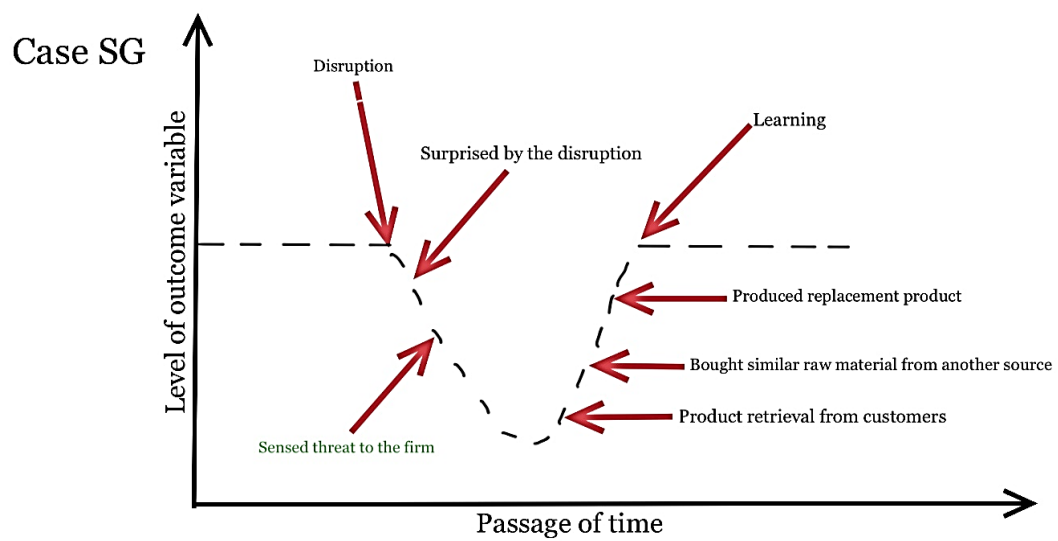 Case SG
Disruption
Learning
Surprised by the disruption
Level of outcome variable
Produced replacement product
Bought similar raw material from another source
Product retrieval from customers
Sensed threat to the firm
Passage of time